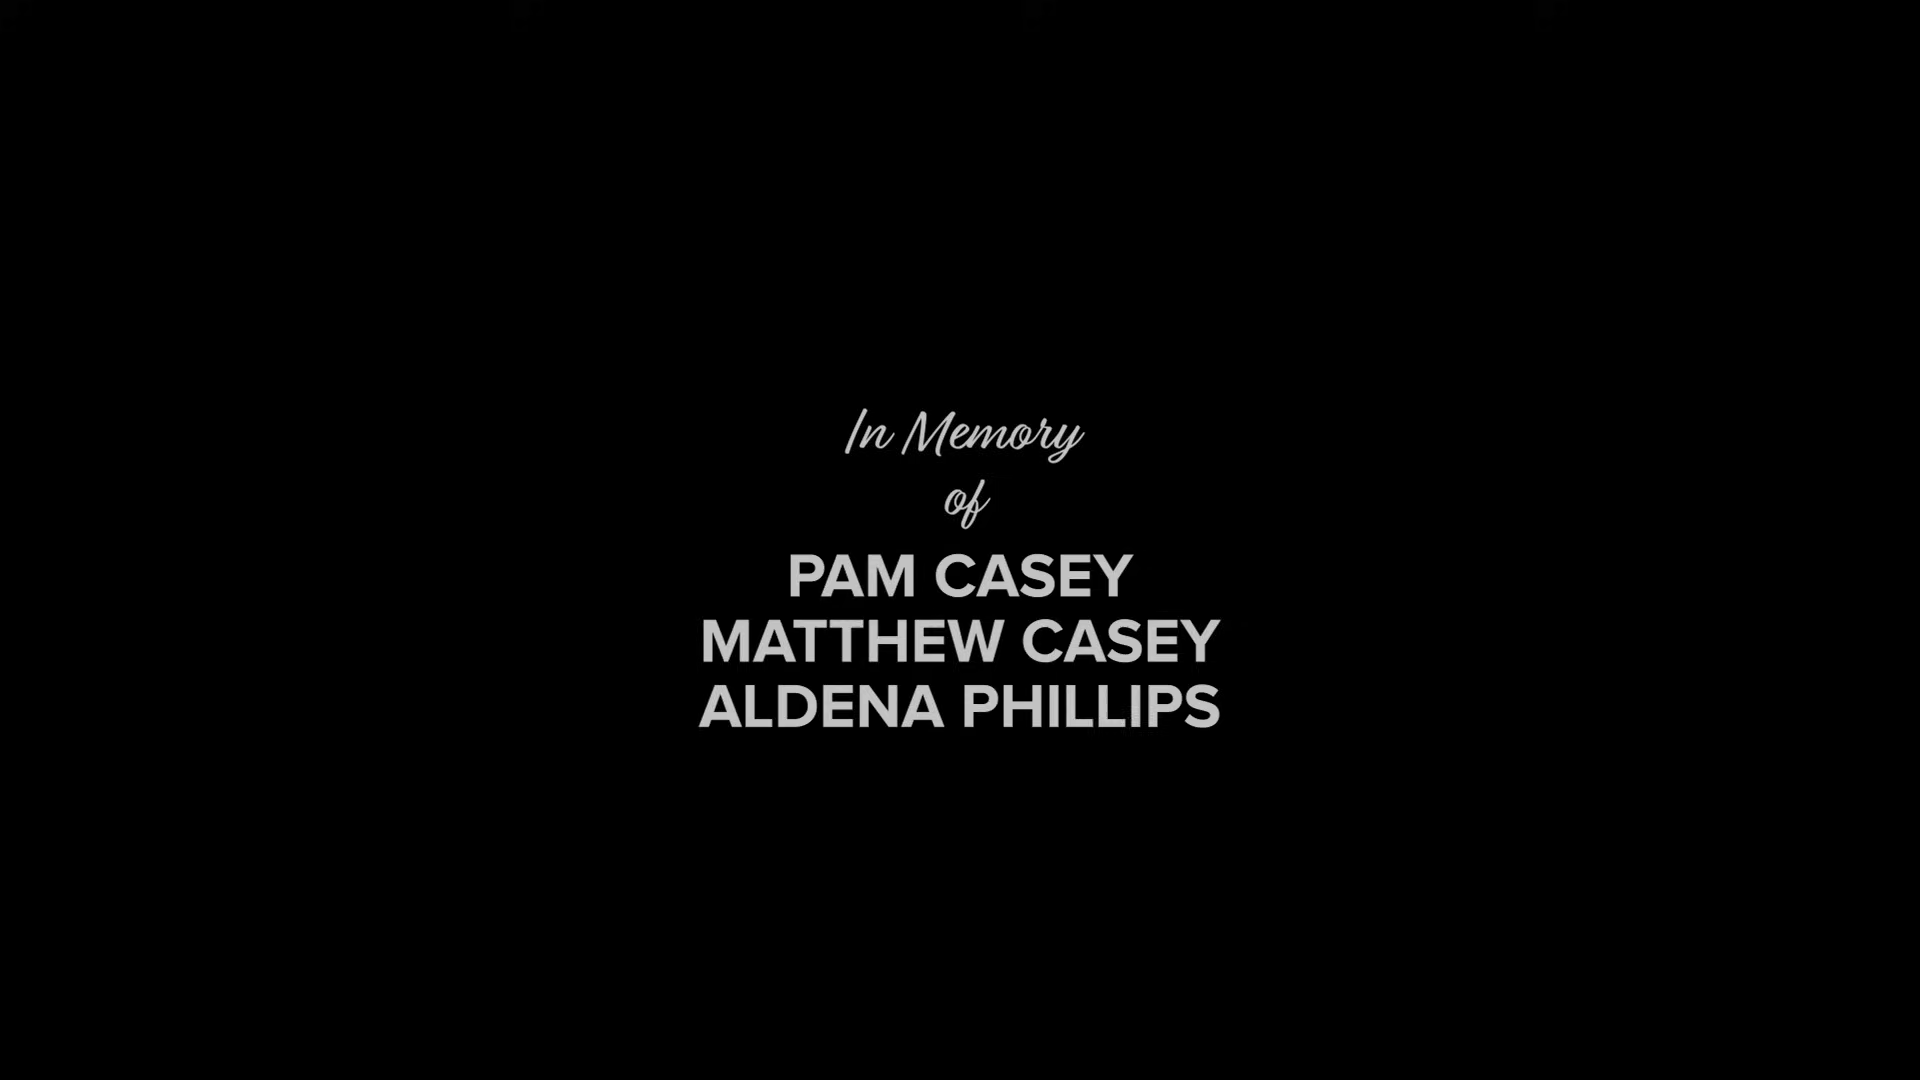 In Memory
of
PAM CASEY
MATTHEW CASEY
ALDENA PHILLIPS